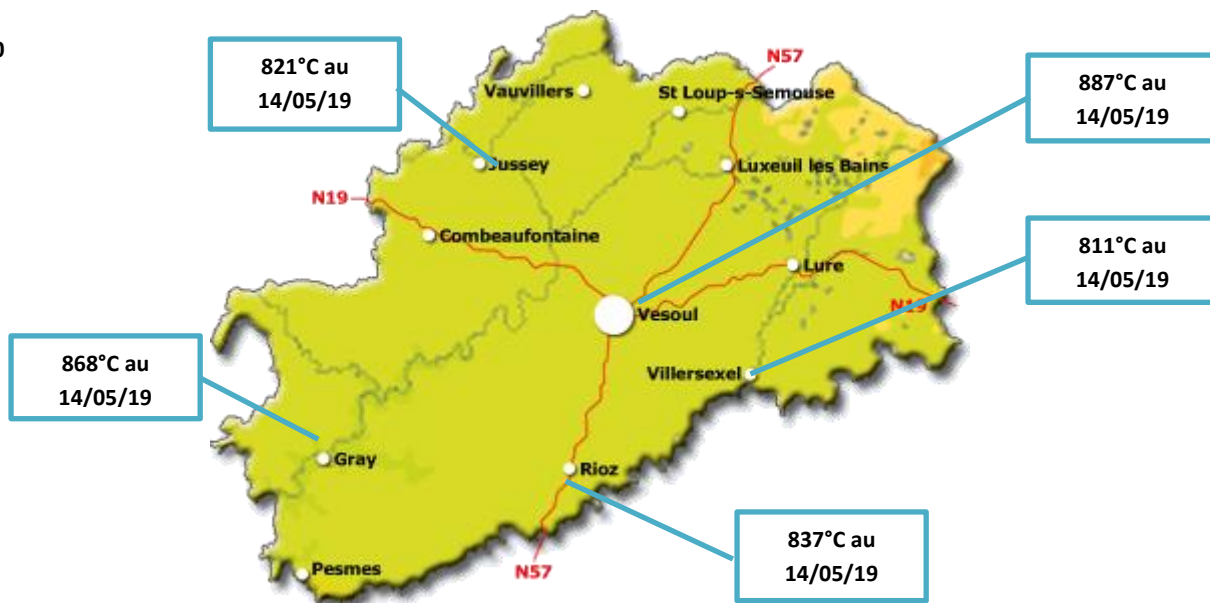 0
821°C au
14/05/19
N57
887°C au
14/05/19
Vauvillers
St Loup-s-Semouse
Jussey
Luxeuil les Bains
N19
Combeaufontaine
811°C au
14/05/19
Lure
N19
Vesoul
868°C au
14/05/19
Villersexel
Gray
Rioz
837°C au
14/05/19
Pesmes
N57